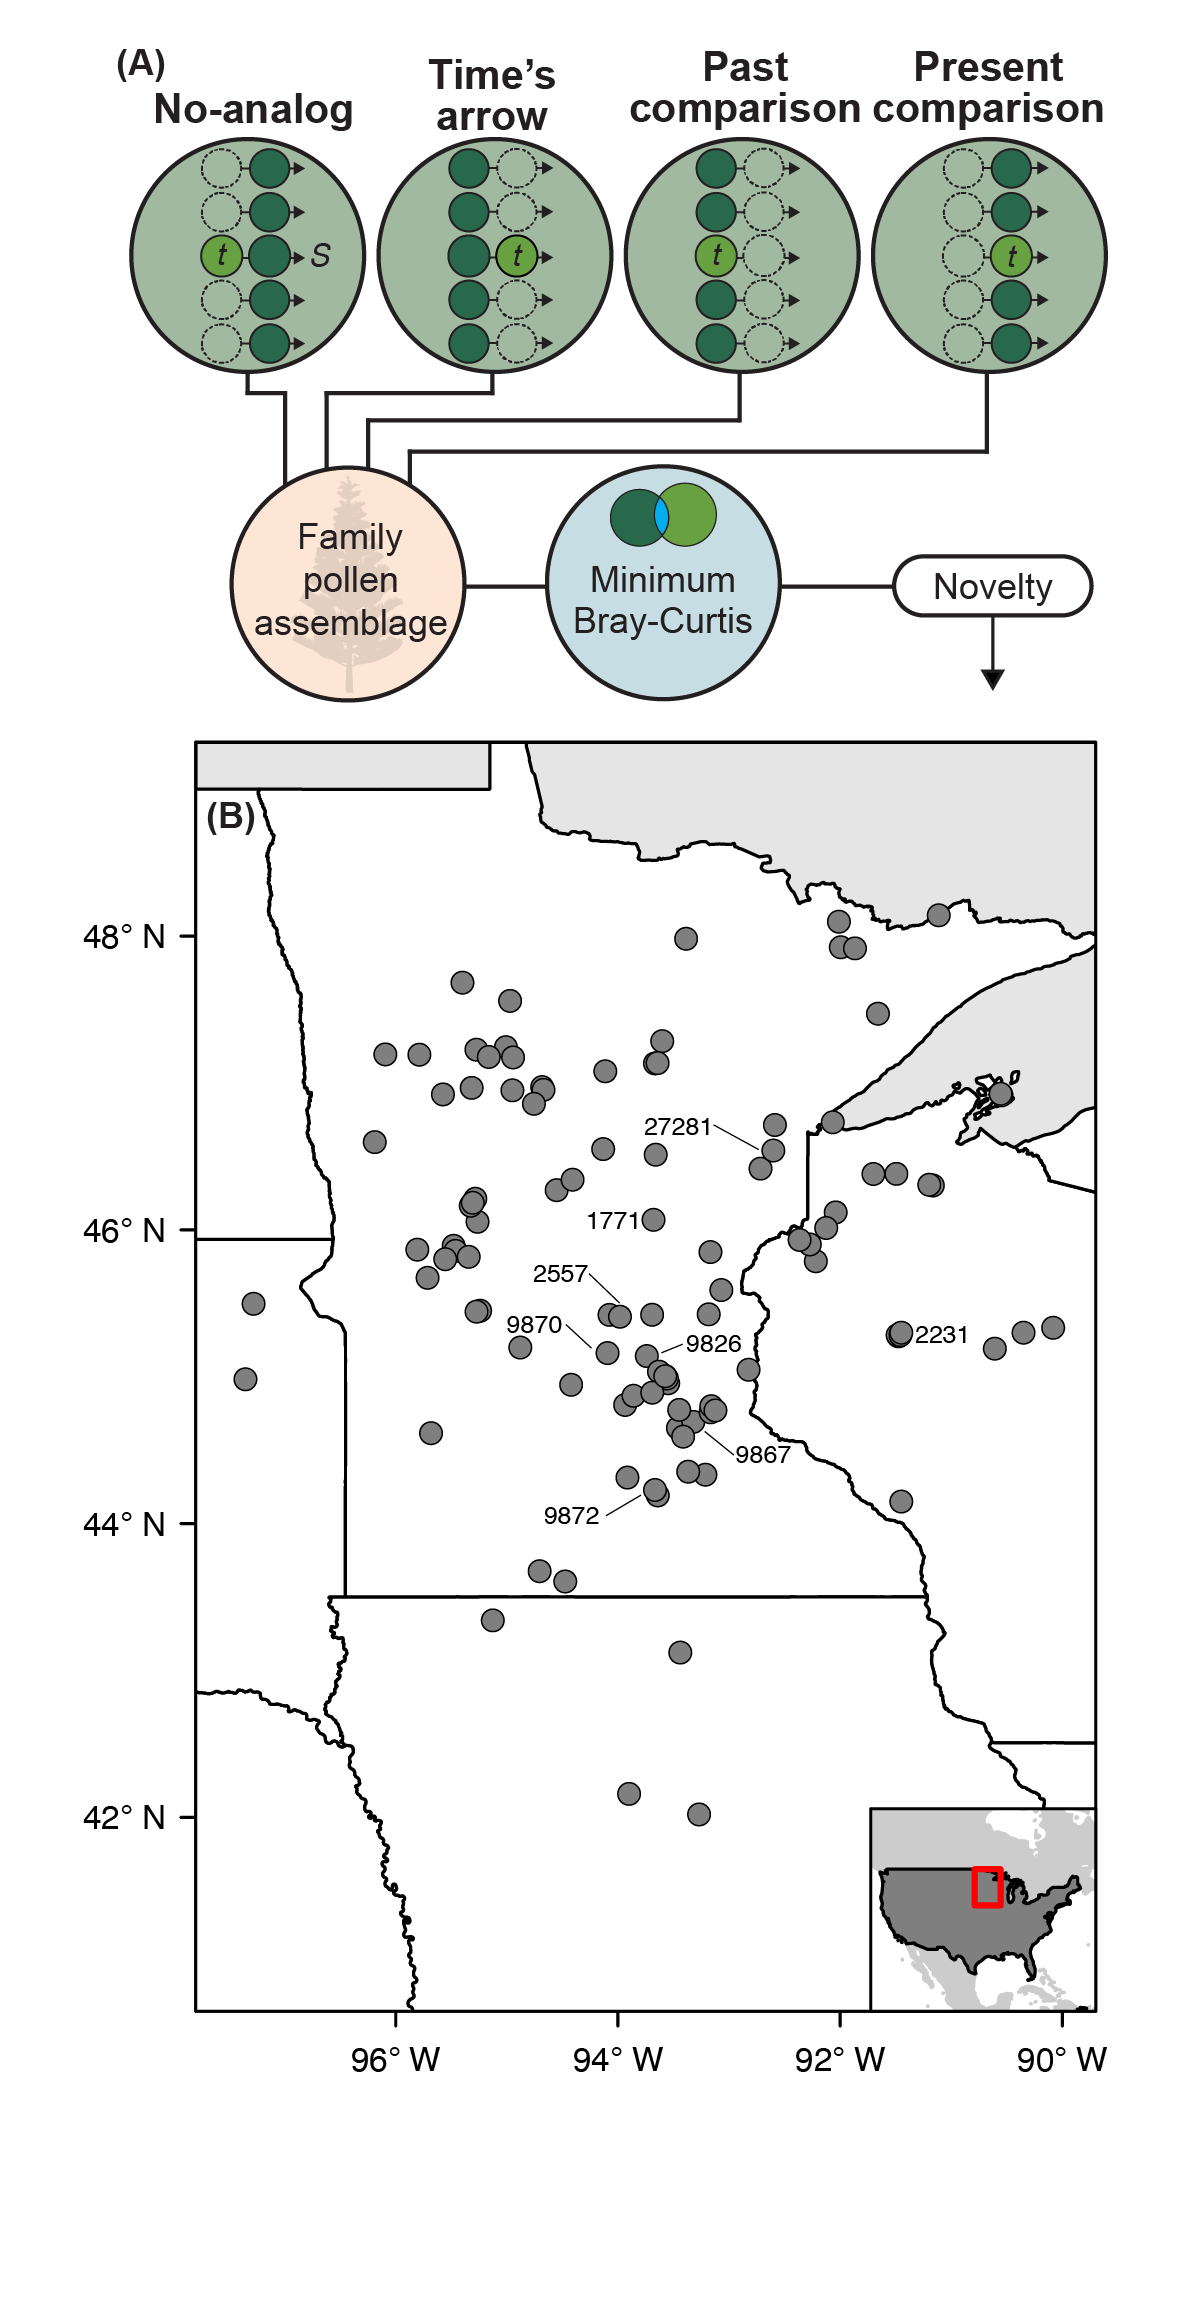 (A)
No-analog
Time's
arrow
Past
comparison
Present
comparison
t
S
t
t
t
Family
pollen
assemblage
Minimum
Bray-Curtis
Novelty
(B)
48° N
46° N
44° N
42° N
27281
1771
2557
9870
9826
2231
9867
9872
96° W
94° W
92° W
90° W